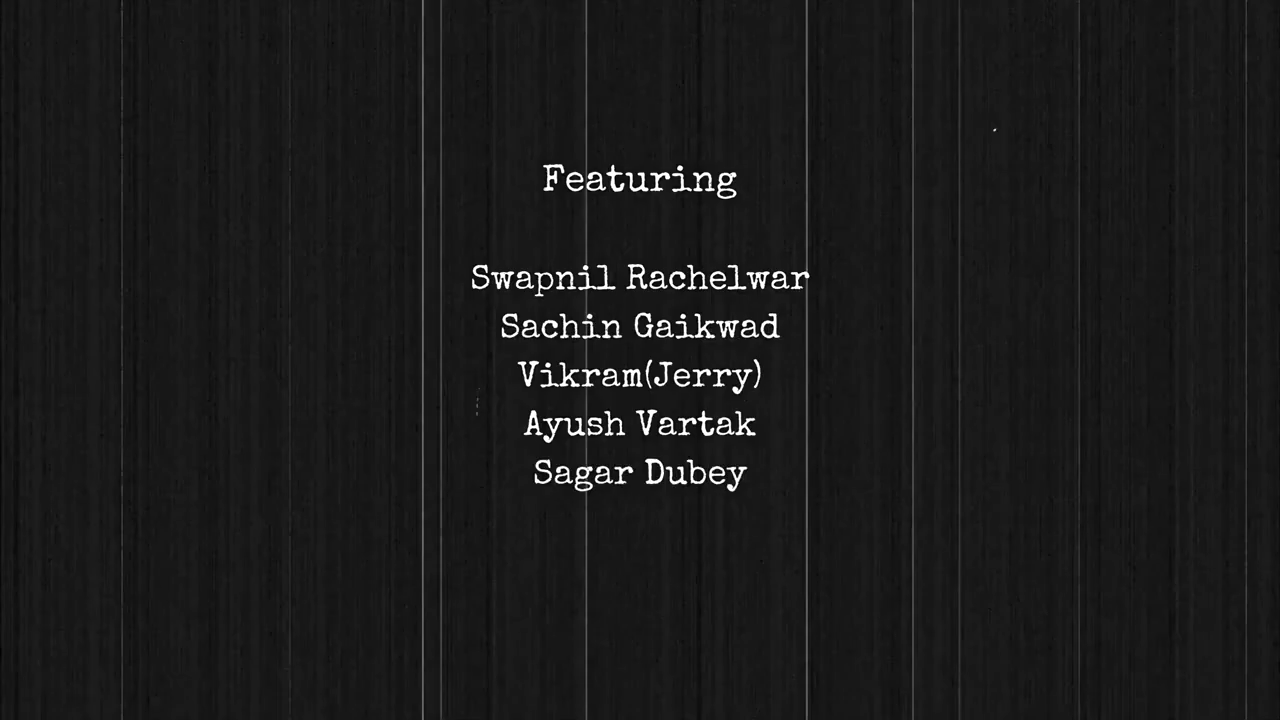 Featuring
Swapnil Rachelwar
Sachin Gaikwad
Vikram(Jerry)
Ayush Vartak
Sagar Dubey